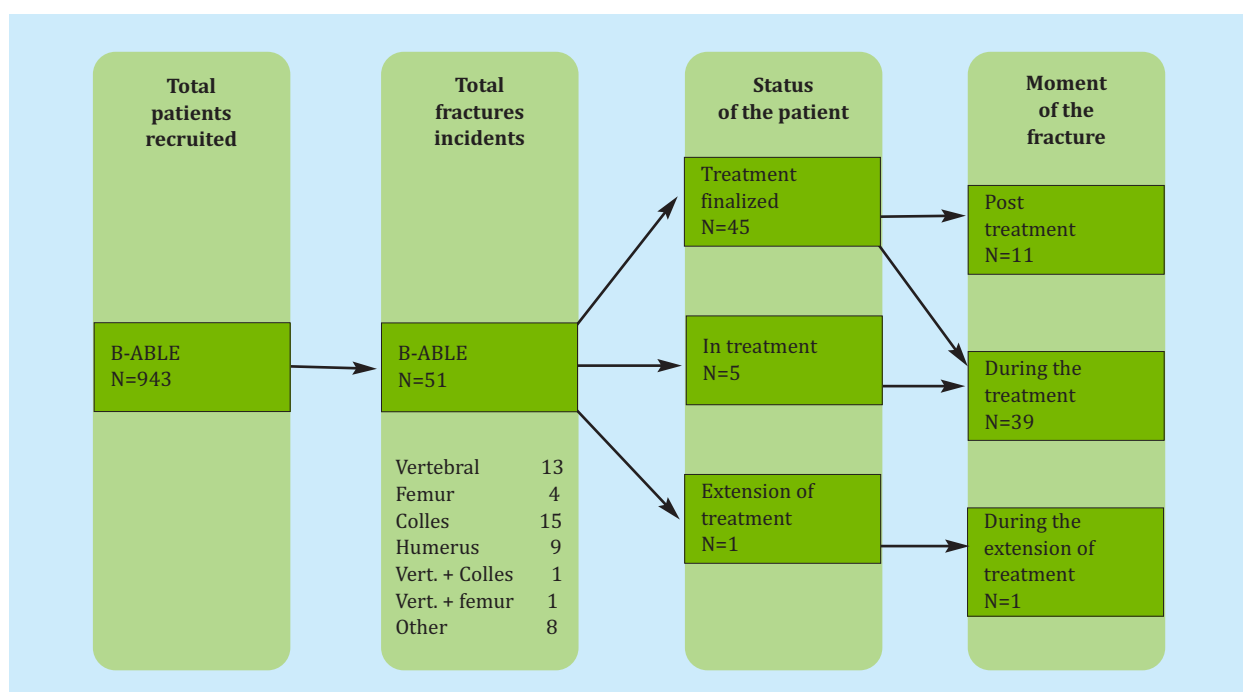 Total
patients
recruited
B-ABLE
N=943
Total
fractures
incidents
B-ABLE
N=51
Vertebral 13
Femur 4
Colles 15
Humerus 9
Vert. + Colles 1
Vert. + femur 1
Other 8
Status
of the patient
Treatment
finalized
N=45
In treatment
N=5
Extension of
treatment
N=1
Moment
of the
fracture
Post
treatment
N=11
During the
treatment
N=39
During the
extension of
treatment
N=1